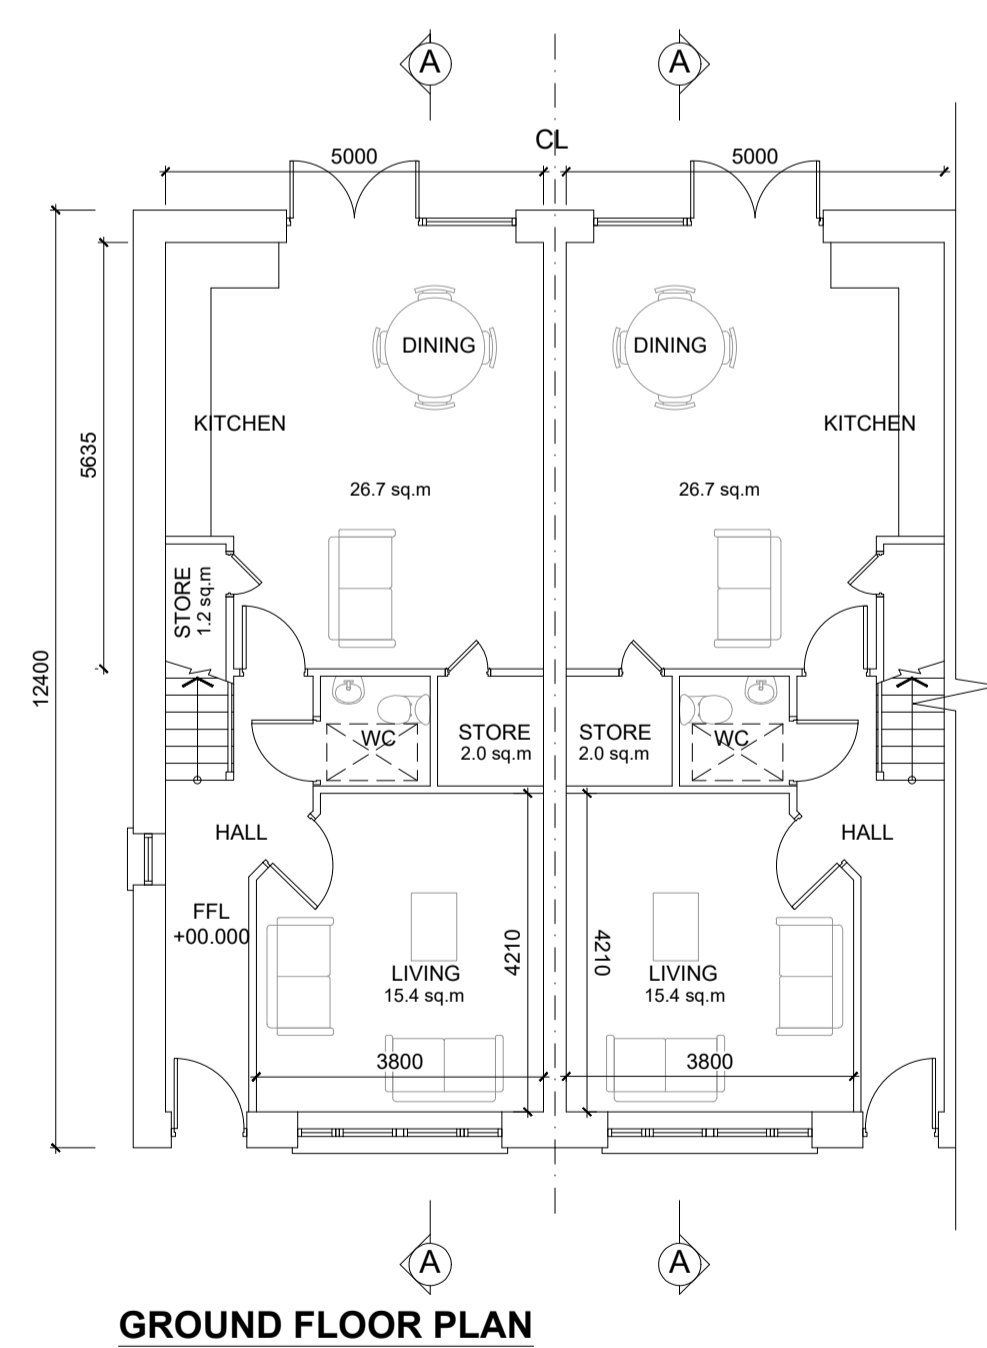 A
A
CL
5000
5000
DINING
DINING
KITCHEN
KITCHEN
5635
26.7 sq.m
26.7 sq.m
STORE
1.2 sq.m
12400
WC
STORE
2.0 sq.m
STORE
2.0 sq.m
WC
HALL
HALL
FFL
+00.000
4210
4210
LIVING
15.4 sq.m
LIVING
15.4 sq.m
3800
3800
A
A
GROUND FLOOR PLAN